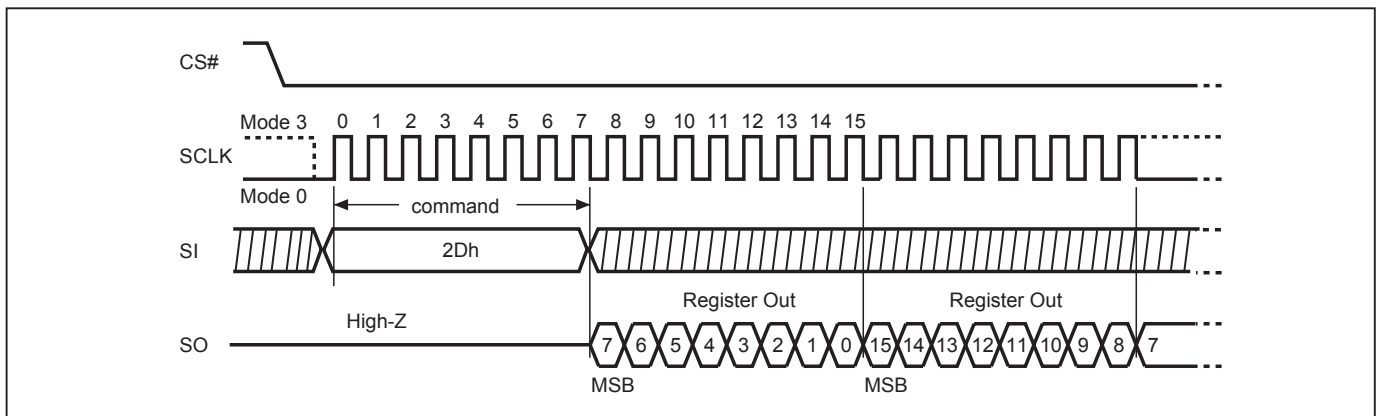 CS#
Mode 3 0 1 2 3 4 5 6 7 8 9 10 11 12 13 14 15
SCLK
Mode 0
command
SI 2Dh
Register Out Register Out
High-Z
SO 7 6 5 4 3 2 1 0 15 14 13 12 11 10 9 8 7
MSB MSB